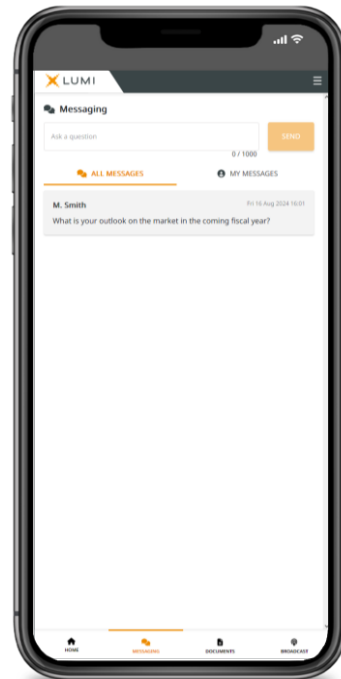 LUMI
Messaging
Ask a question
SEND
0 / 1000
ALL MESSAGES
MY MESSAGES
M. Smith
Fri 16 Aug 2024 16:01
What is your outlook on the market in the coming fiscal year?
HOME
MESSAGING
DOCUMENTS
BROADCAST